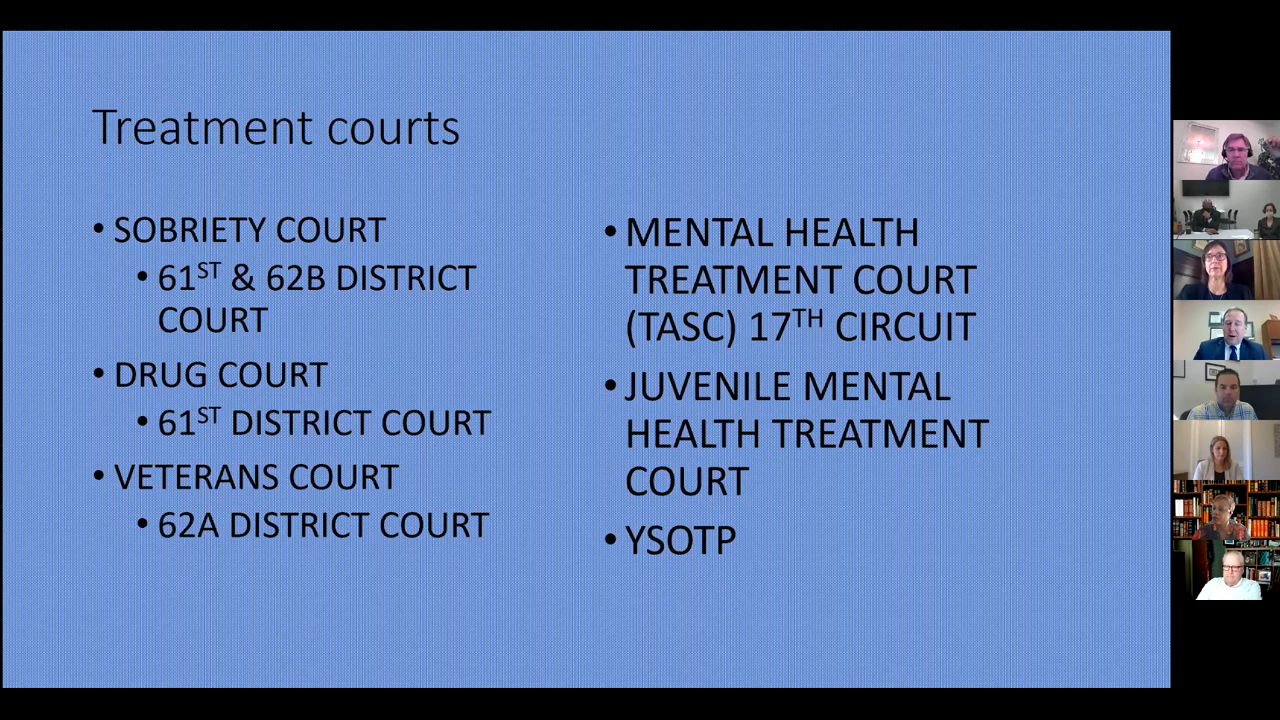 Treatment courts
• SOBRIETY COURT
• 61ST & 62B DISTRICT
COURT
• DRUG COURT
• 61ST DISTRICT COURT
• VETERANS COURT
• 62A DISTRICT COURT
• MENTAL HEALTH
TREATMENT COURT
(TASC) 17TH CIRCUIT
• JUVENILE MENTAL
HEALTH TREATMENT
COURT
• YSOTP